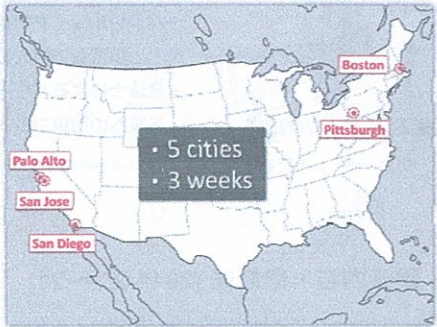 Boston
Pittsburgh
• 5 cities
• 3 weeks
Palo Alto
San Jose
San Diego